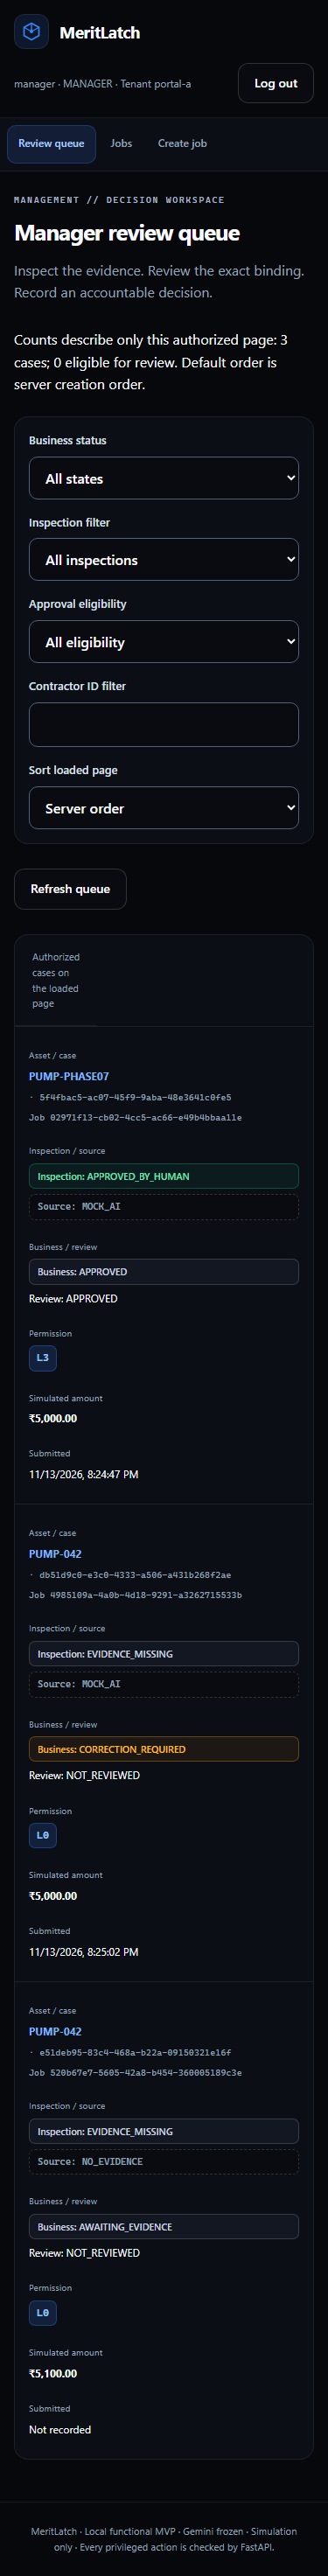 MeritLatch
manager · MANAGER · Tenant portal-a
Log out
Review queue
Jobs
Create job
MANAGEMENT // DECISION WORKSPACE
Manager review queue
Inspect the evidence. Review the exact binding.
Record an accountable decision.
Counts describe only this authorized page: 3
cases; 0 eligible for review. Default order is
server creation order.
Business status
All states
Inspection filter
All inspections
Approval eligibility
All eligibility
Contractor ID filter
Sort loaded page
Server order
Refresh queue
Authorized
cases on
the loaded
page
Asset / case
PUMP-PHASE07
· 5f4fbac5-ac07-45f9-9aba-48e3641c0fe5
Job 02971f13-cb02-4cc5-ac66-e49b4bbaa11e
Inspection / source
Inspection: APPROVED_BY_HUMAN
Source: MOCK_AI
Business / review
Business: APPROVED
Review: APPROVED
Permission
L3
Simulated amount
₹5,000.00
Submitted
11/13/2026, 8:24:47 PM
Asset / case
PUMP-042
· db51d9c0-e3c0-4333-a506-a431b268f2ae
Job 4985109a-4a0b-4d18-9291-a3262715533b
Inspection / source
Inspection: EVIDENCE_MISSING
Source: MOCK_AI
Business / review
Business: CORRECTION_REQUIRED
Review: NOT_REVIEWED
Permission
L0
Simulated amount
₹5,000.00
Submitted
11/13/2026, 8:25:02 PM
Asset / case
PUMP-042
· e51deb95-83c4-468a-b22a-09150321e16f
Job 520b67e7-5605-42a8-b454-360005189c3e
Inspection / source
Inspection: EVIDENCE_MISSING
Source: NO_EVIDENCE
Business / review
Business: AWAITING_EVIDENCE
Review: NOT_REVIEWED
Permission
L0
Simulated amount
₹5,100.00
Submitted
Not recorded
MeritLatch · Local functional MVP · Gemini frozen · Simulation
only · Every privileged action is checked by FastAPI.